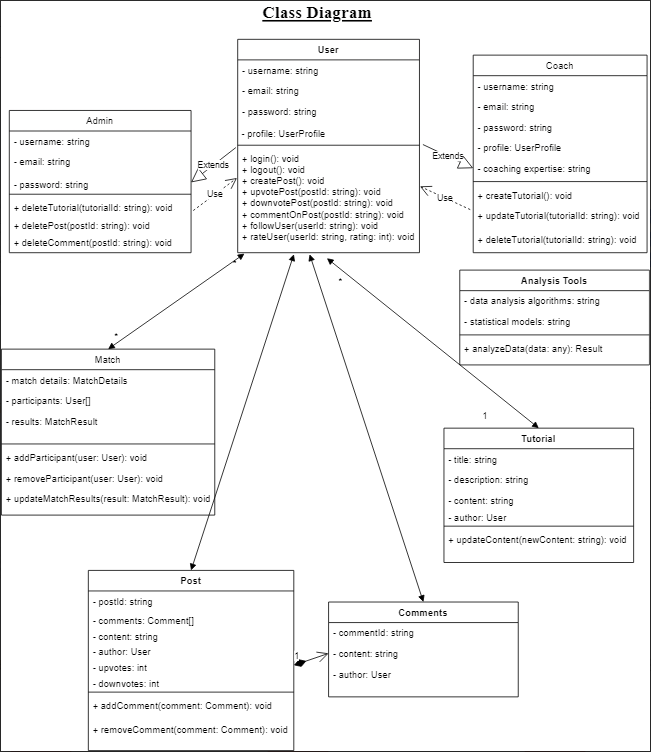 Class Diagram
User
- username: string
- email: string
- password: string
- profile: UserProfile
+ login(): void
+ logout(): void
+ createPost(): void
+ upvotePost(postId: string): void
+ downvotePost(postId: string): void
+ commentOnPost(postId: string): void
+ followUser(userId: string): void
+ rateUser(userId: string, rating: int): void
Coach
- username: string
- email: string
- password: string
- profile: UserProfile
- coaching expertise: string
+ createTutorial(): void
+ updateTutorial(tutorialId: string): void
+ deleteTutorial(tutorialId: string): void
Admin
- username: string
- email: string
- password: string
+ deleteTutorial(tutorialId: string): void
+ deletePost(postId: string): void
+ deleteComment(postId: string): void
Extends
Use
Extends
Use
Analysis Tools
- data analysis algorithms: string
- statistical models: string
+ analyzeData(data: any): Result
*
*
*
1
Match
- match details: MatchDetails
- participants: User[]
- results: MatchResult
+ addParticipant(user: User): void
+ removeParticipant(user: User): void
+ updateMatchResults(result: MatchResult): void
Tutorial
- title: string
- description: string
- content: string
- author: User
+ updateContent(newContent: string): void
Post
- postId: string
- comments: Comment[]
- content: string
- author: User
- upvotes: int
- downvotes: int
+ addComment(comment: Comment): void
+ removeComment(comment: Comment): void
1
Comments
- commentId: string
- content: string
- author: User